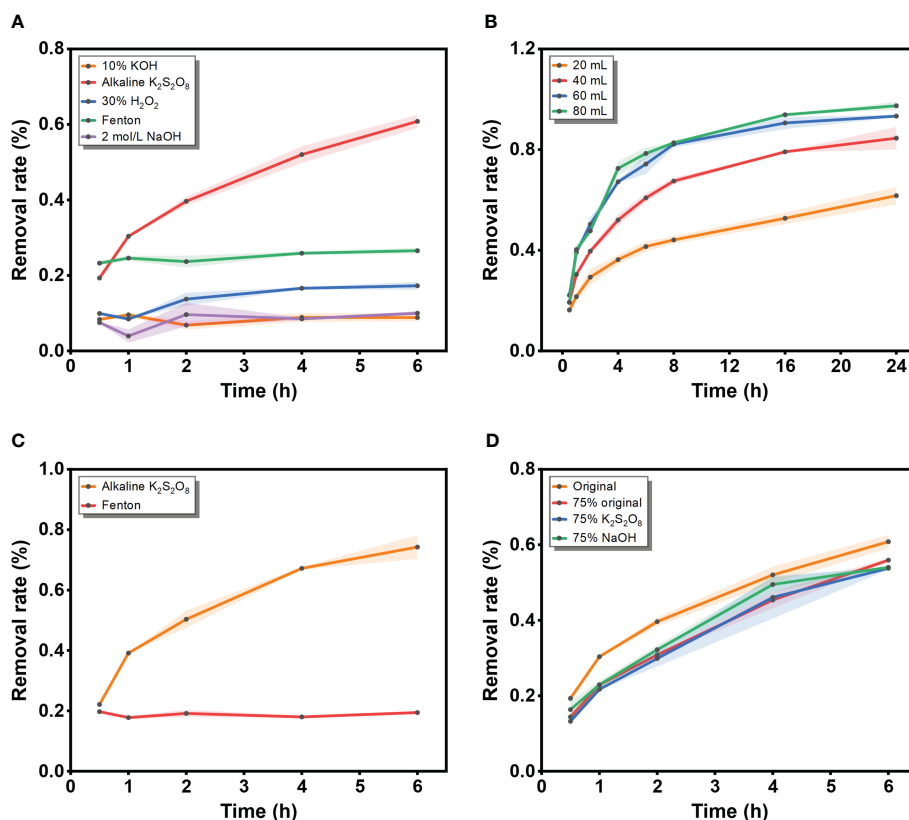 A
Removal rate (%)
0.8
0.6
0.4
0.2
0.0
10% KOH
Alkaline K₂S₂O₈
30% H₂O₂
Fenton
2 mol/L NaOH
0 1 2 3 4 5 6
Time (h)
B
Removal rate (%)
1.2
0.8
0.4
0.0
20 mL
40 mL
60 mL
80 mL
0 4 8 12 16 20 24
Time (h)
C
Removal rate (%)
1.0
0.8
0.6
0.4
0.2
0.0
Alkaline K₂S₂O₈
Fenton
0 1 2 3 4 5 6
Time (h)
D
Removal rate (%)
0.8
0.6
0.4
0.2
0.0
Original
75% original
75% K₂S₂O₈
75% NaOH
0 1 2 3 4 5 6
Time (h)